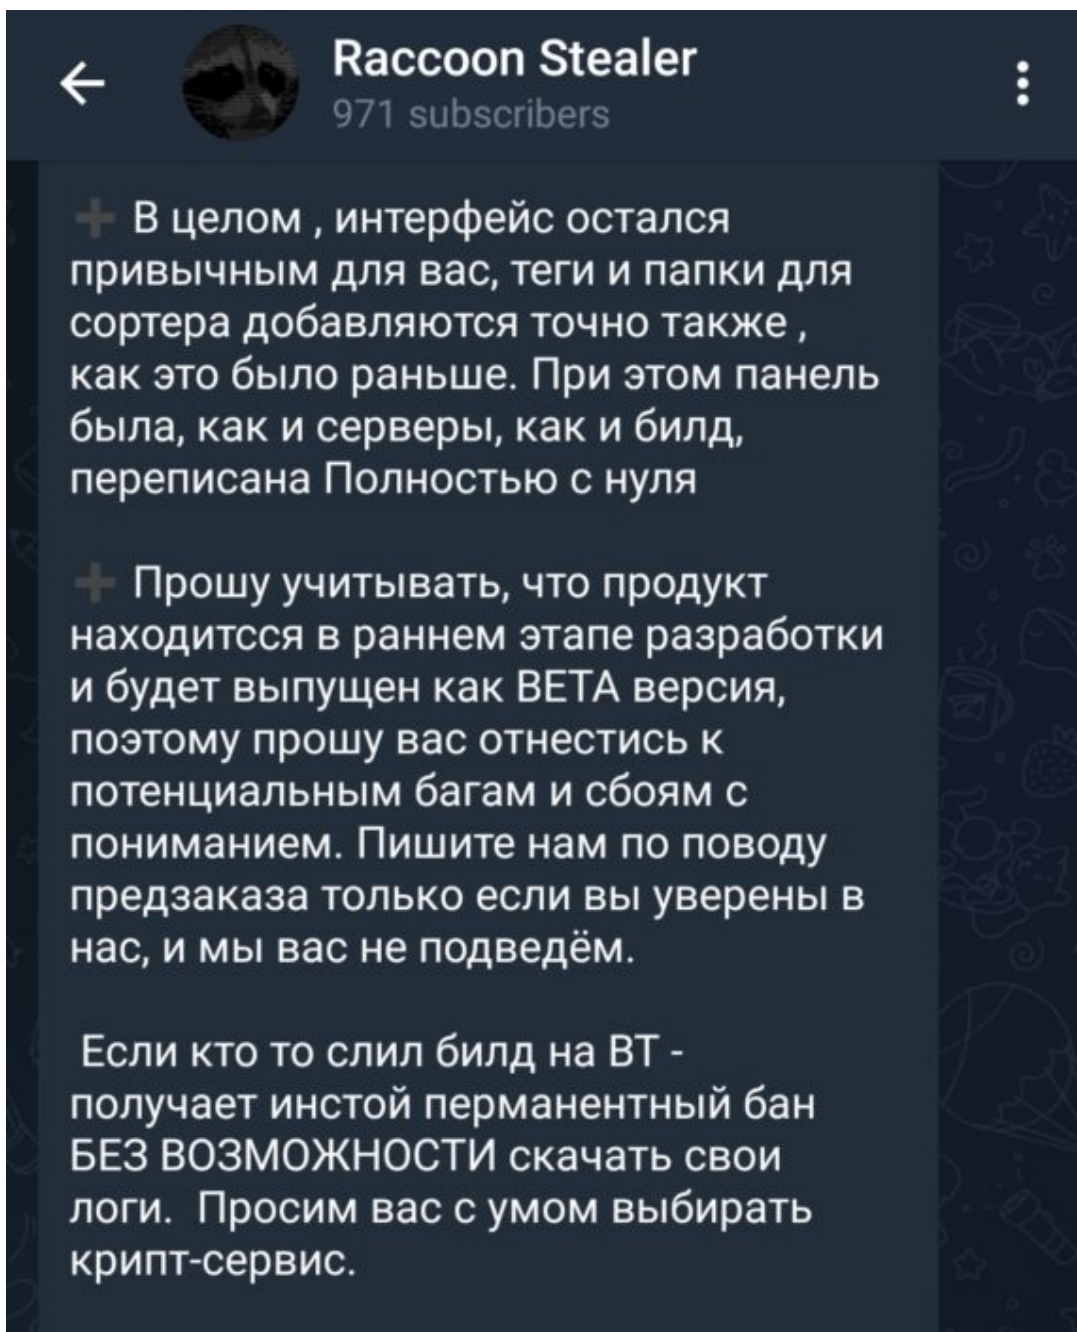 Raccoon Stealer
971 subscribers
➕ В целом , интерфейс остался
привычным для вас, теги и папки для
сортера добавляются точно также ,
как это было раньше. При этом панель
была, как и серверы, как и билд,
переписана Полностью с нуля
➕ Прошу учитывать, что продукт
находитсся в раннем этапе разработки
и будет выпущен как BETA версия,
поэтому прошу вас отнестись к
потенциальным багам и сбоям с
пониманием. Пишите нам по поводу
предзаказа только если вы уверены в
нас, и мы вас не подведём.
Если кто то слил билд на ВТ -
получает инстой перманентный бан
БЕЗ ВОЗМОЖНОСТИ скачать свои
логи.  Просим вас с умом выбирать
крипт-сервис.